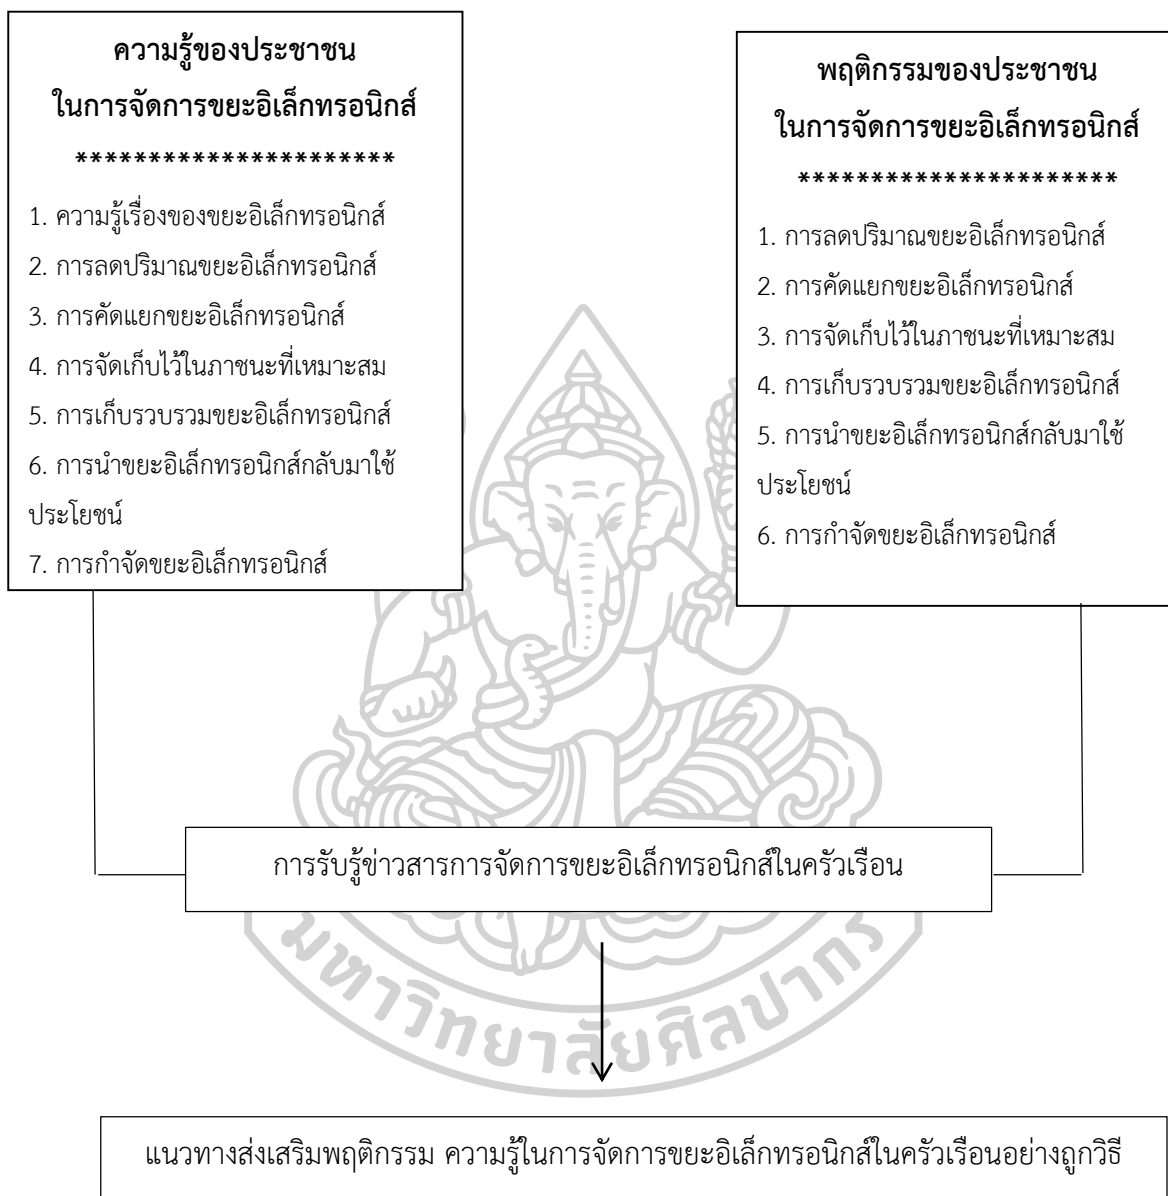 ความรู้ของประชาชน
ในการจัดการขยะอิเล็กทรอนิกส์
**********************
1. ความรู้เรื่องของขยะอิเล็กทรอนิกส์
2. การลดปริมาณขยะอิเล็กทรอนิกส์
3. การคัดแยกขยะอิเล็กทรอนิกส์
4. การจัดเก็บไว้ในภาชนะที่เหมาะสม
5. การเก็บรวบรวมขยะอิเล็กทรอนิกส์
6. การนำขยะอิเล็กทรอนิกส์กลับมาใช้
ประโยชน์
7. การกำจัดขยะอิเล็กทรอนิกส์
พฤติกรรมของประชาชน
ในการจัดการขยะอิเล็กทรอนิกส์
**********************
1. การลดปริมาณขยะอิเล็กทรอนิกส์
2. การคัดแยกขยะอิเล็กทรอนิกส์
3. การจัดเก็บไว้ในภาชนะที่เหมาะสม
4. การเก็บรวบรวมขยะอิเล็กทรอนิกส์
5. การนำขยะอิเล็กทรอนิกส์กลับมาใช้
ประโยชน์
6. การกำจัดขยะอิเล็กทรอนิกส์
การรับรู้ข่าวสารการจัดการขยะอิเล็กทรอนิกส์ในครัวเรือน
มหาวิทยาลัยศิลปากร
แนวทางส่งเสริมพฤติกรรม ความรู้ในการจัดการขยะอิเล็กทรอนิกส์ในครัวเรือนอย่างถูกวิธี